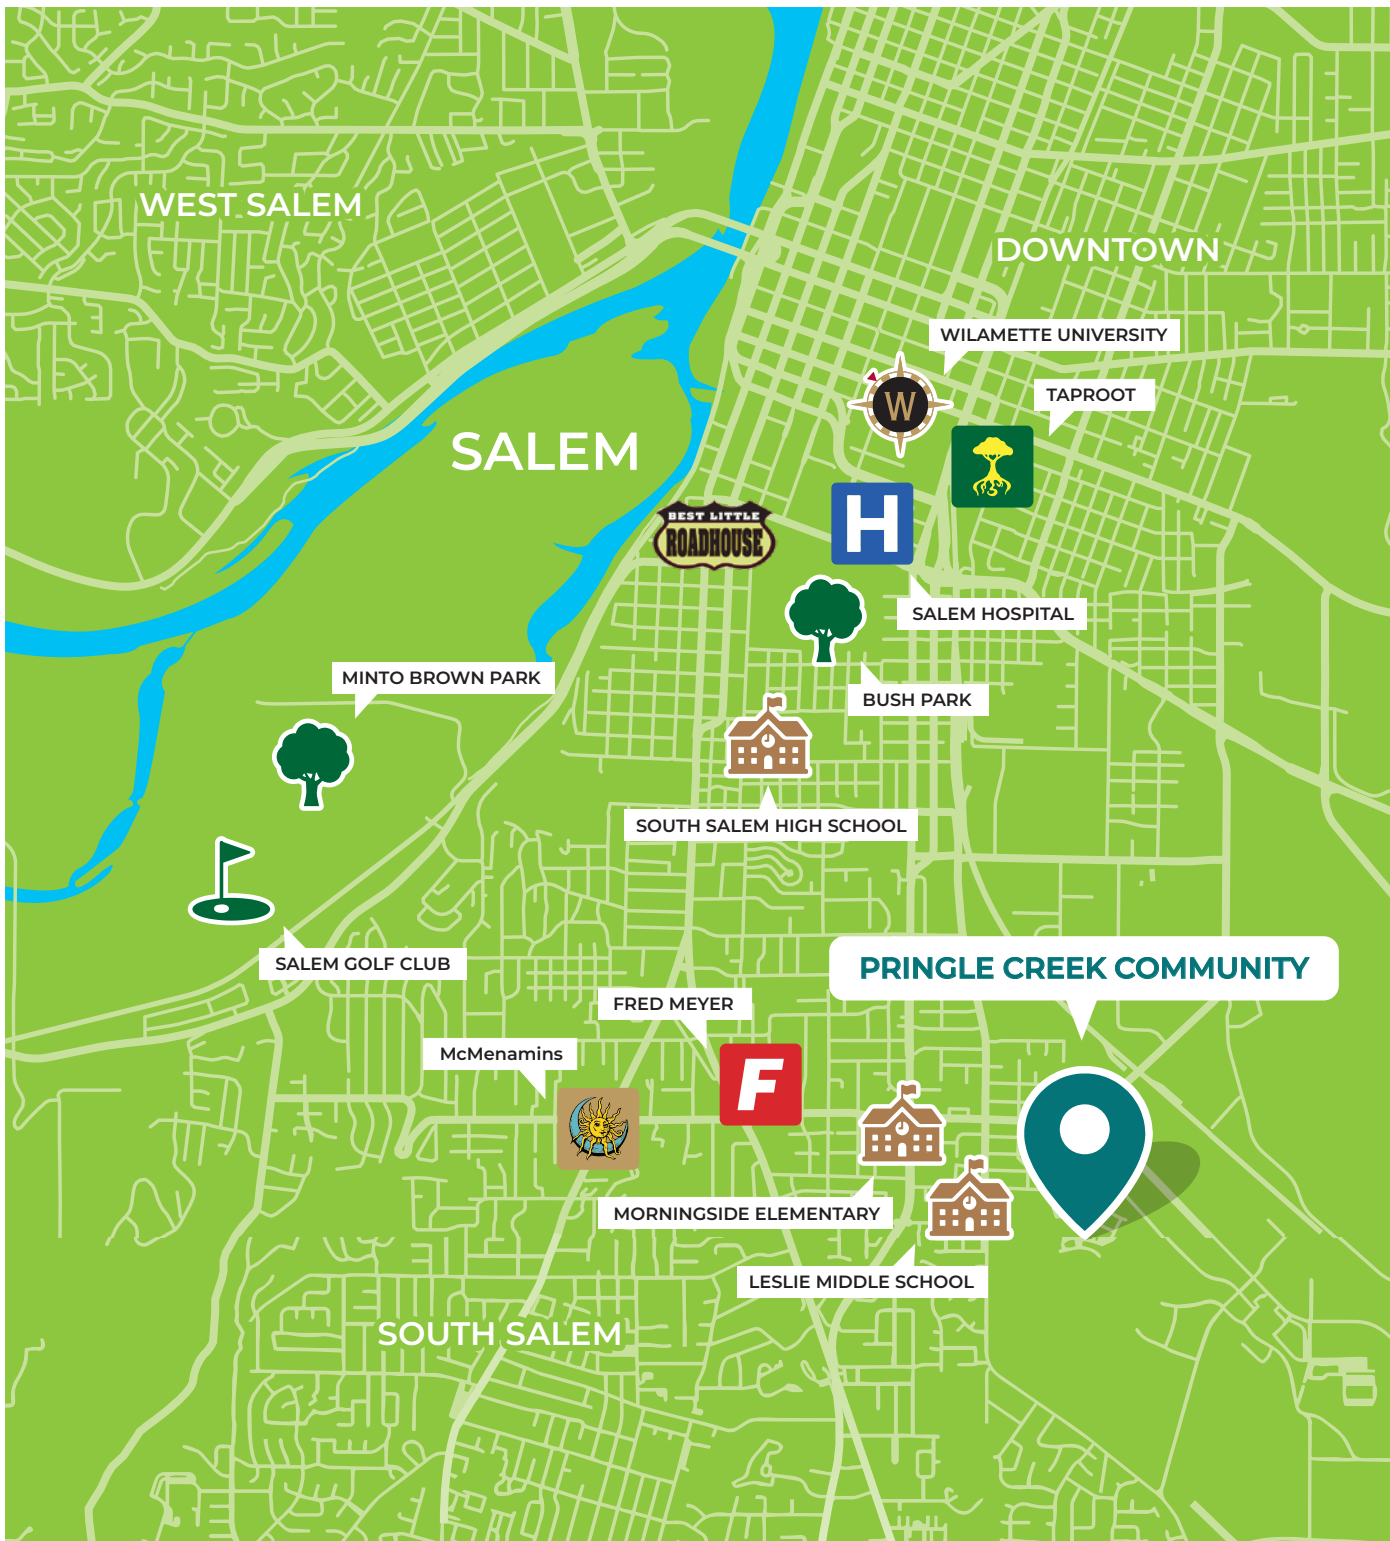 WEST SALEM
DOWNTOWN
WILAMETTE UNIVERSITY
TAPROOT
W
SALEM
H
BEST LITTLE
ROADHOUSE
SALEM HOSPITAL
MINTO BROWN PARK
BUSH PARK
SOUTH SALEM HIGH SCHOOL
SALEM GOLF CLUB
PRINGLE CREEK COMMUNITY
FRED MEYER
McMenamins
F
MORNINGSIDE ELEMENTARY
LESLIE MIDDLE SCHOOL
SOUTH SALEM